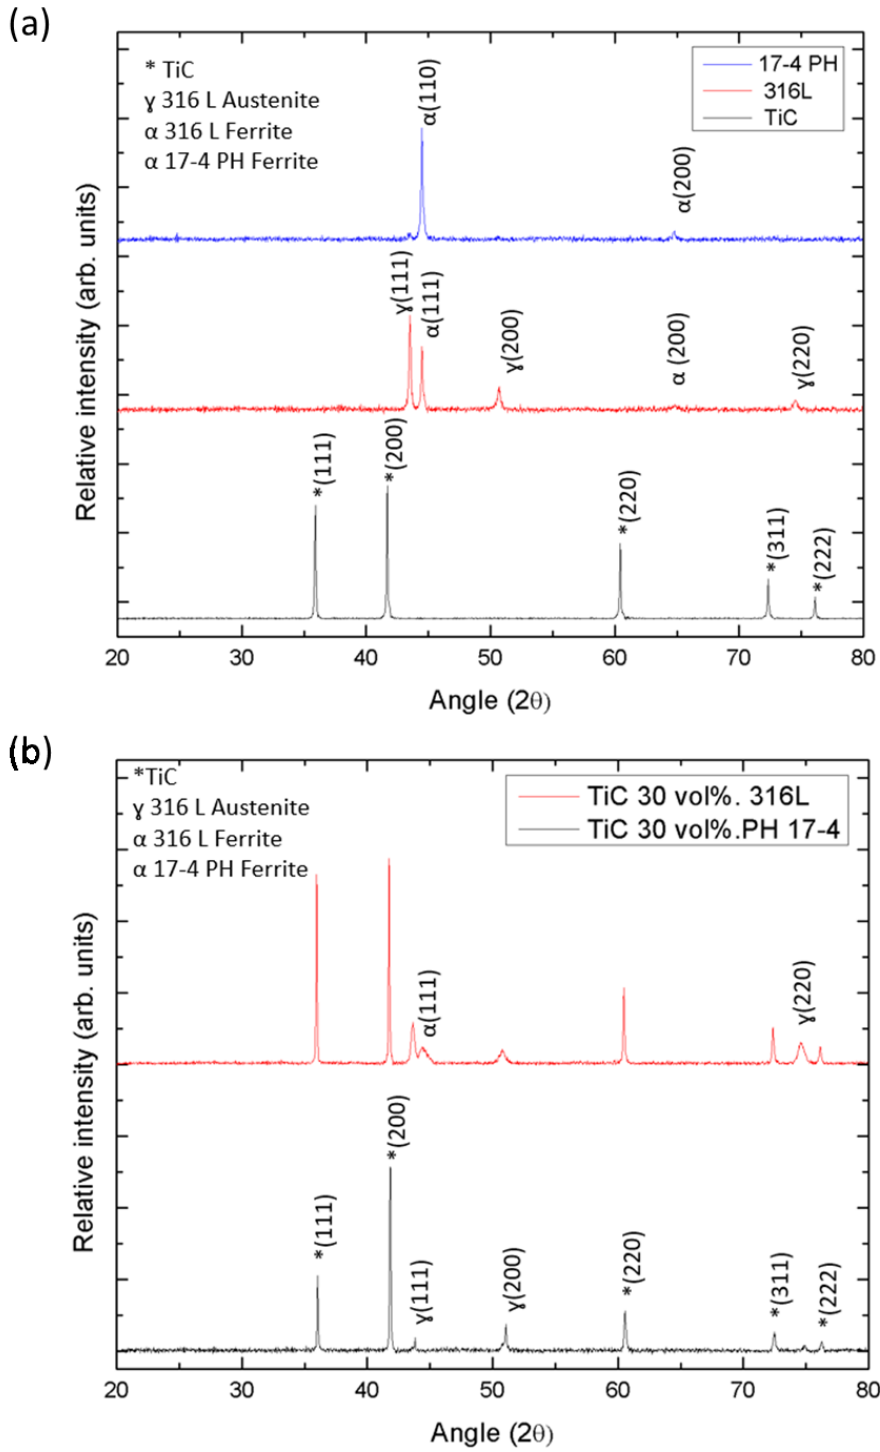 (a)
* TiC
ɣ 316 L Austenite
α 316 L Ferrite
α 17-4 PH Ferrite
17-4 PH
316L
TiC
α(110)
α(200)
ɣ(111)
α(111)
ɣ(200)
α (200)
ɣ(220)
*(111)
*(200)
*(220)
*(311)
*(222)
Relative intensity (arb. units)
20 30 40 50 60 70 80
Angle (2θ)
(b)
*TiC
ɣ 316 L Austenite
α 316 L Ferrite
α 17-4 PH Ferrite
TiC 30 vol%. 316L
TiC 30 vol%.PH 17-4
α(111)
ɣ(220)
*(111)
*(200)
ɣ(111)
ɣ(200)
*(220)
*(311)
*(222)
Relative intensity (arb. units)
20 30 40 50 60 70 80
Angle (2θ)